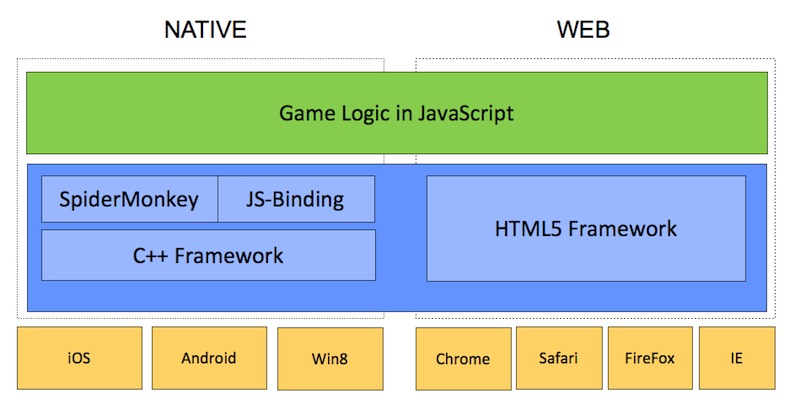 NATIVE
WEB
Game Logic in JavaScript
SpiderMonkey
JS-Binding
C++ Framework
HTML5 Framework
iOS
Android
Win8
Chrome
Safari
FireFox
IE